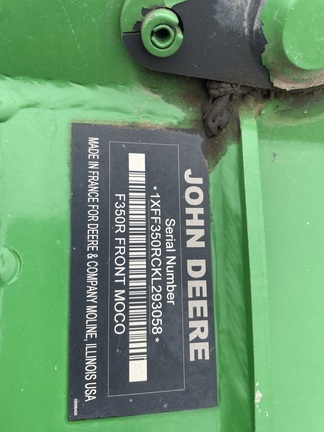 JOHN DEERE
Serial Number
*1XFF350RCKL293058*
F350R FRONT MOCO
MADE IN FRANCE FOR DEERE & COMPANY MOLINE, ILLINOIS USA